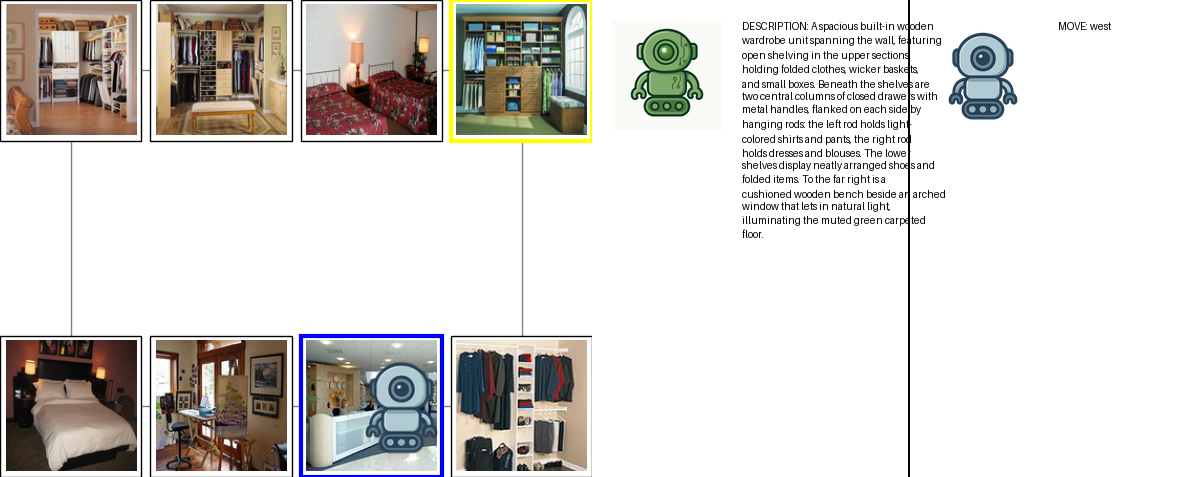 DESCRIPTION: A spacious built-in wooden
wardrobe unit spanning the wall, featuring
open shelving in the upper sections
holding folded clothes, wicker baskets,
and small boxes. Beneath the shelves are
two central columns of closed drawers with
metal handles, flanked on each side by
hanging rods: the left rod holds light-
colored shirts and pants, the right rod
holds dresses and blouses. The lower
shelves display neatly arranged shoes and
folded items. To the far right is a
cushioned wooden bench beside an arched
window that lets in natural light,
illuminating the muted green carpeted
floor.
MOVE: west